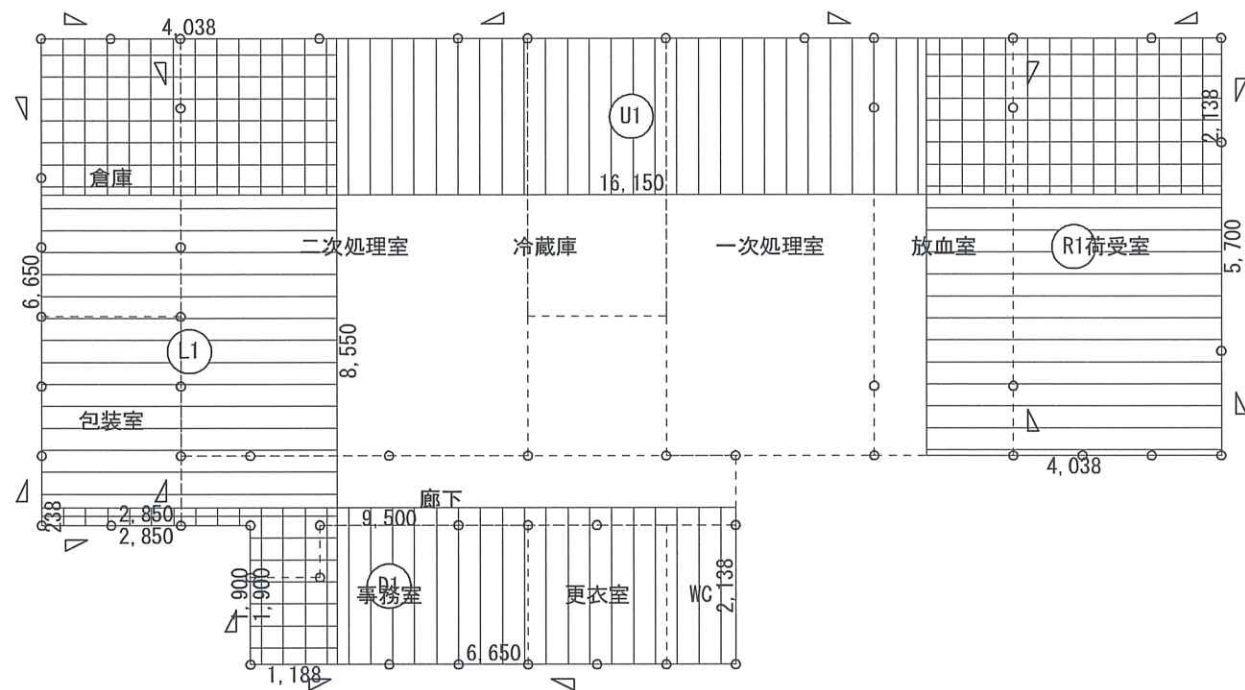 4,038
U1
2,138
倉庫
16,150
二次処理室
冷蔵庫
一次処理室
放血室
R1荷受室
6,650
5,700
L1
8,550
包装室
4,038
廊下
238
2,850
9,500
2,850
1,900
1,900
D1
事務室
更衣室
WC
2,138
6,650
1,188